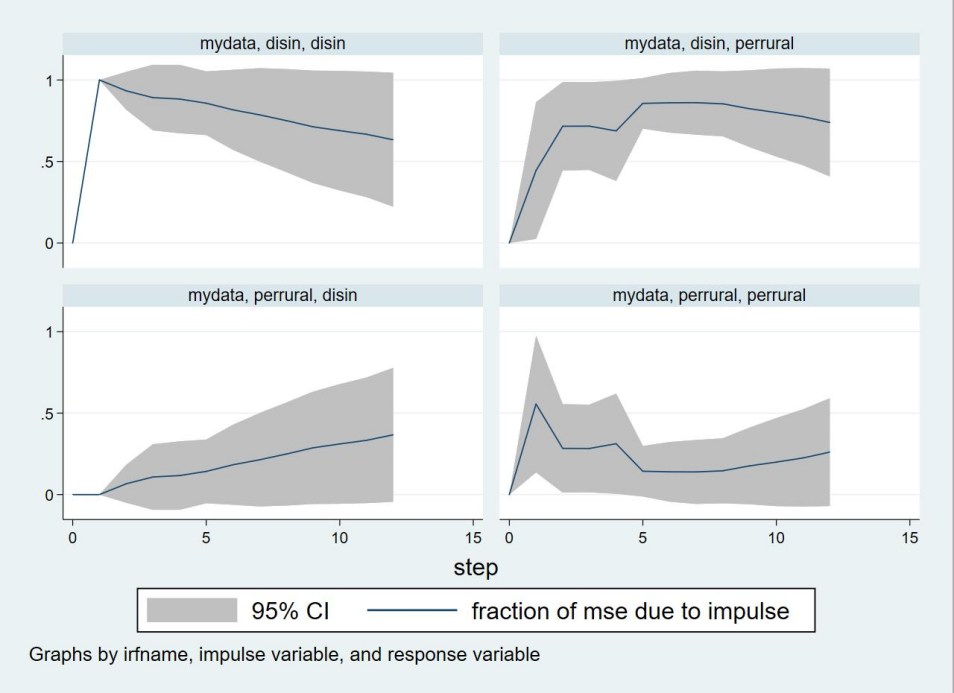 mydata, disin, disin
mydata, disin, perrural
1
.5
0
mydata, perrural, disin
mydata, perrural, perrural
1
.5
0
0 5 10 15 0 5 10 15
step
95% CI fraction of mse due to impulse
Graphs by irfname, impulse variable, and response variable